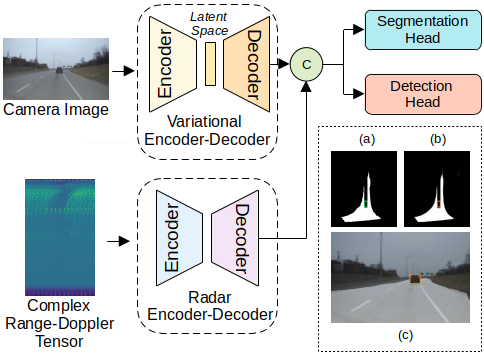 Camera Image
Encoder
Latent
Space
Decoder
Variational
Encoder-Decoder
C
Segmentation
Head
Detection
Head
Complex
Range-Doppler
Tensor
Encoder
Decoder
Radar
Encoder-Decoder
(a)
(b)
(c)